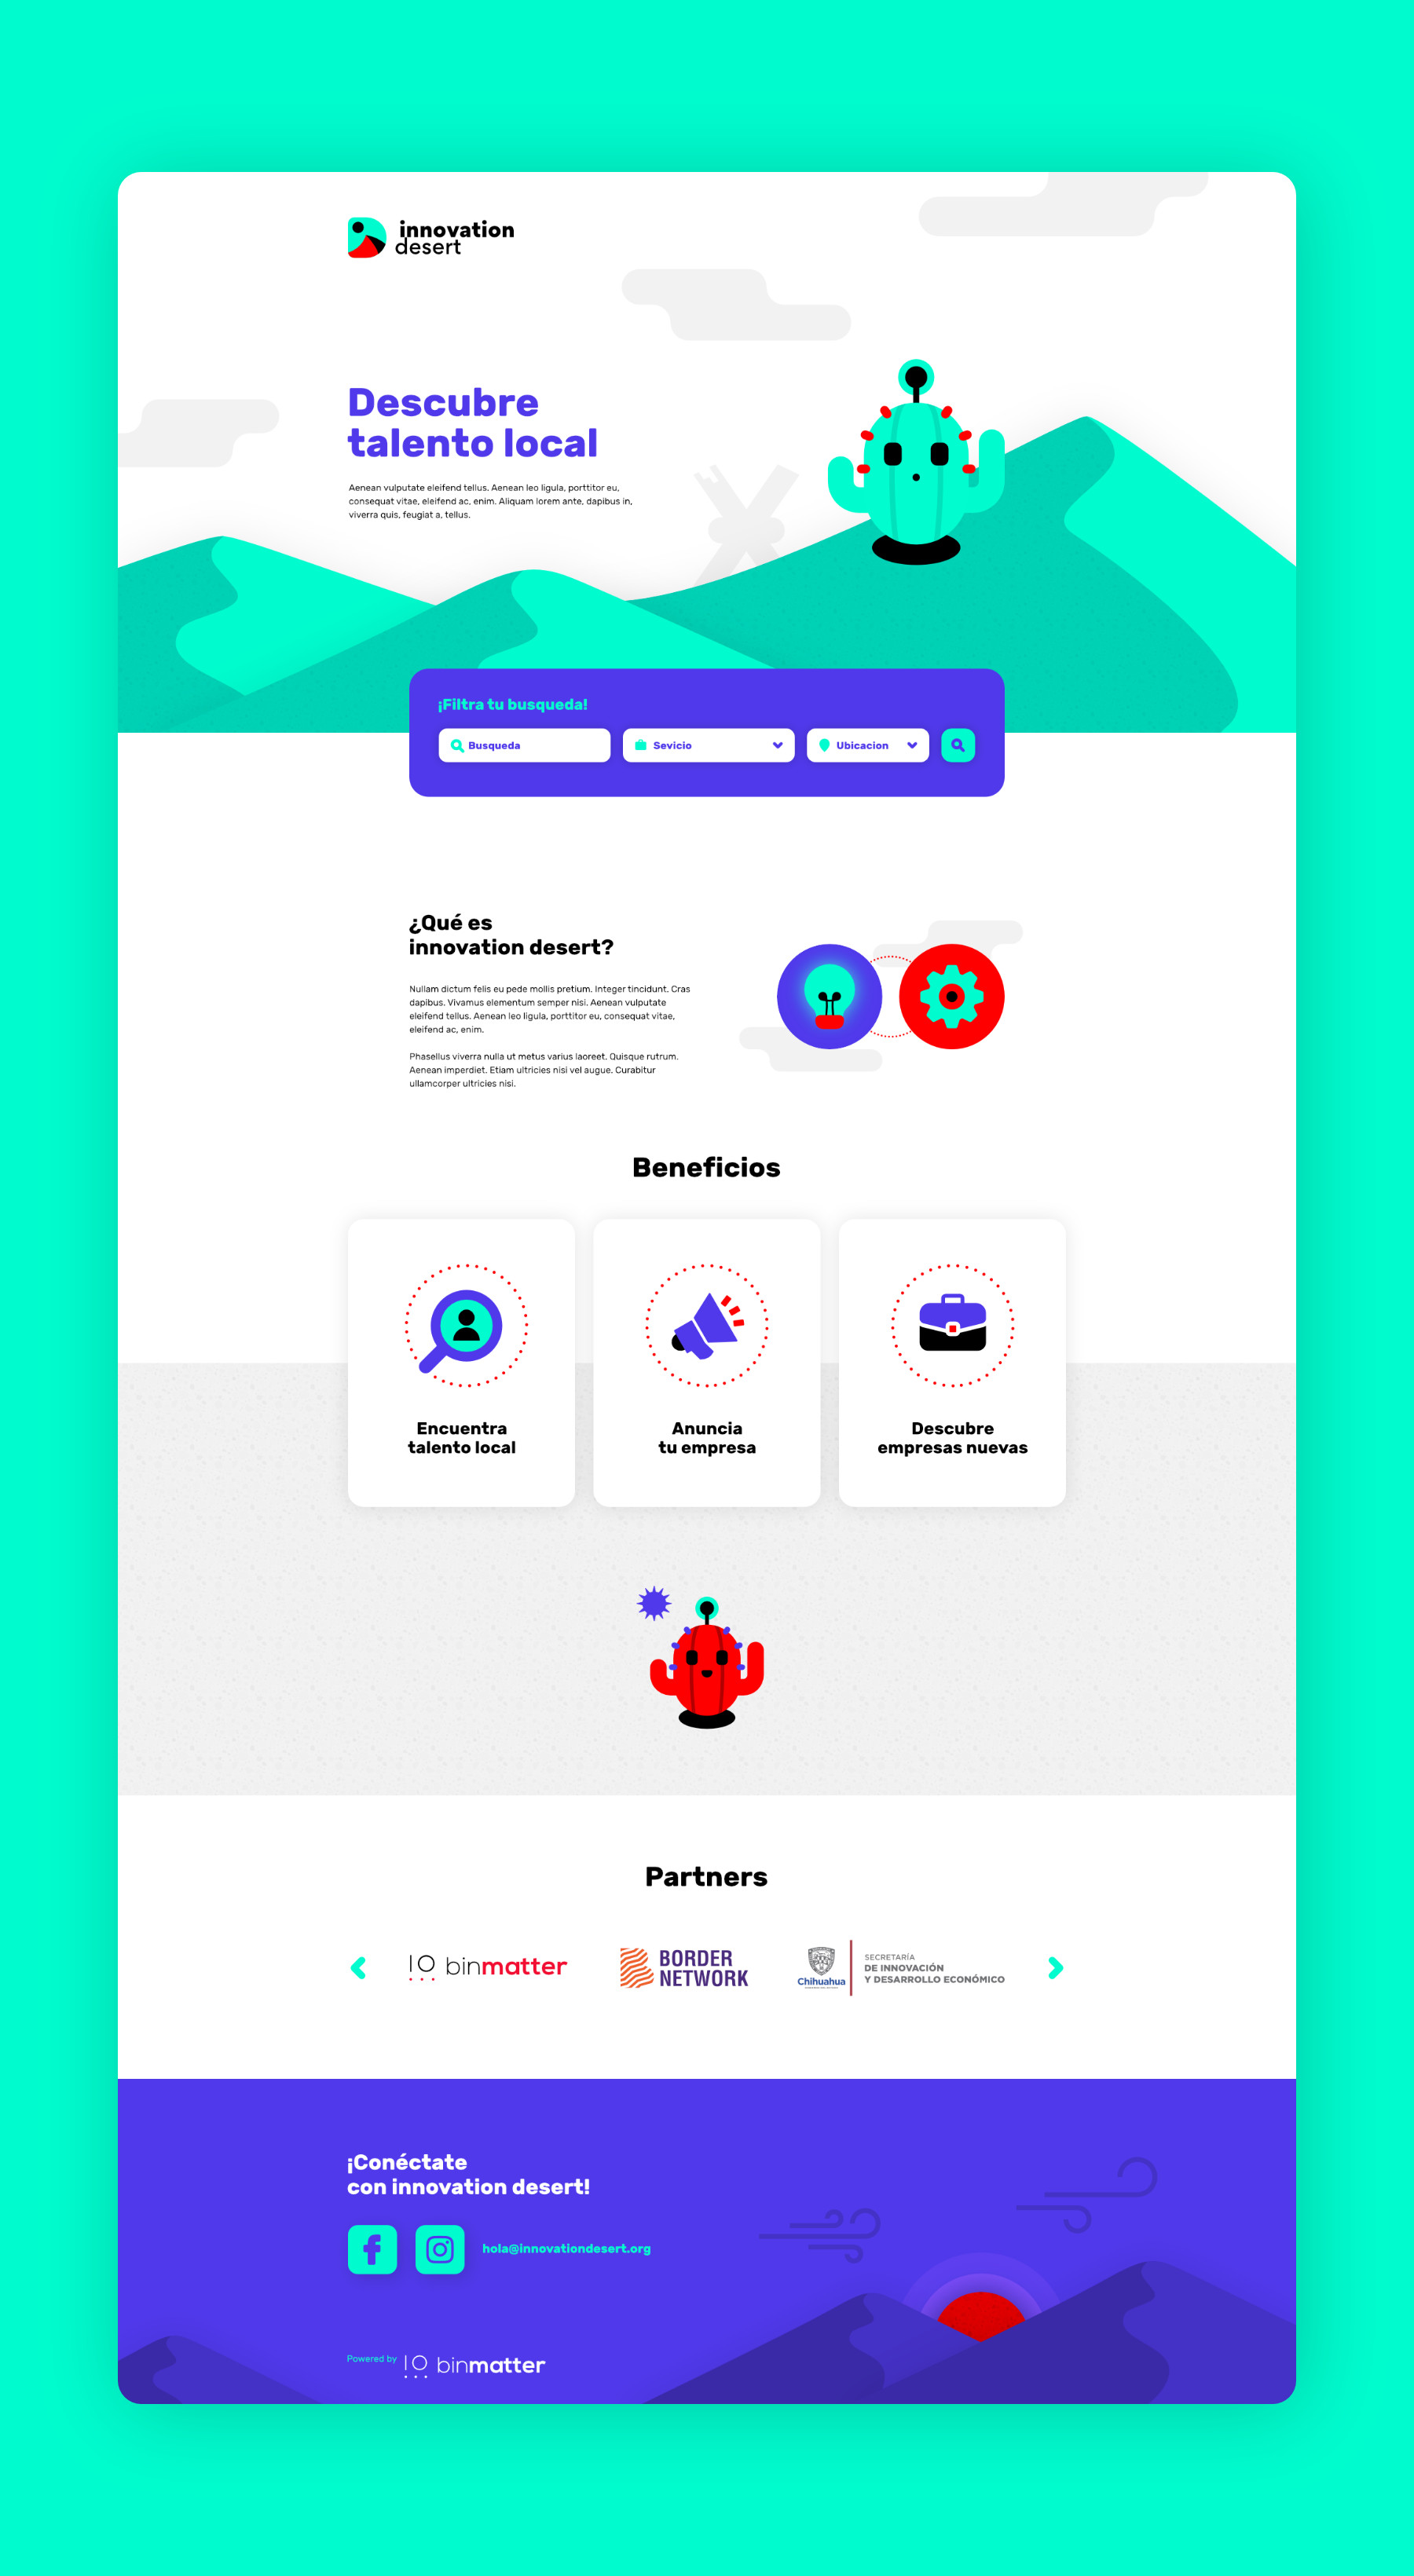 innovation
desert
Descubre
talento local
Aenean vulputate eleifend tellus. Aenean leo ligula, porttitor eu,
consequat vitae, eleifend ac, enim. Aliquam lorem ante, dapibus in,
viverra quis, feugiat a, tellus.
¡Filtra tu busqueda!
Busqueda
Sevicio
Ubicacion
¿Qué es
innovation desert?
Nullam dictum felis eu pede mollis pretium. Integer tincidunt. Cras
dapibus. Vivamus elementum semper nisi. Aenean vulputate
eleifend tellus. Aenean leo ligula, porttitor eu, consequat vitae,
eleifend ac, enim.
Phasellus viverra nulla ut metus varius laoreet. Quisque rutrum.
Aenean imperdiet. Etiam ultricies nisi vel augue. Curabitur
ullamcorper ultricies nisi.
Beneficios
Encuentra
talento local
Anuncia
tu empresa
Descubre
empresas nuevas
Partners
binmatter
BORDER
NETWORK
Chihuahua
SECRETARÍA
DE INNOVACIÓN
Y DESARROLLO ECONÓMICO
¡Conéctate
con innovation desert!
hola@innovationdesert.org
Powered by
binmatter